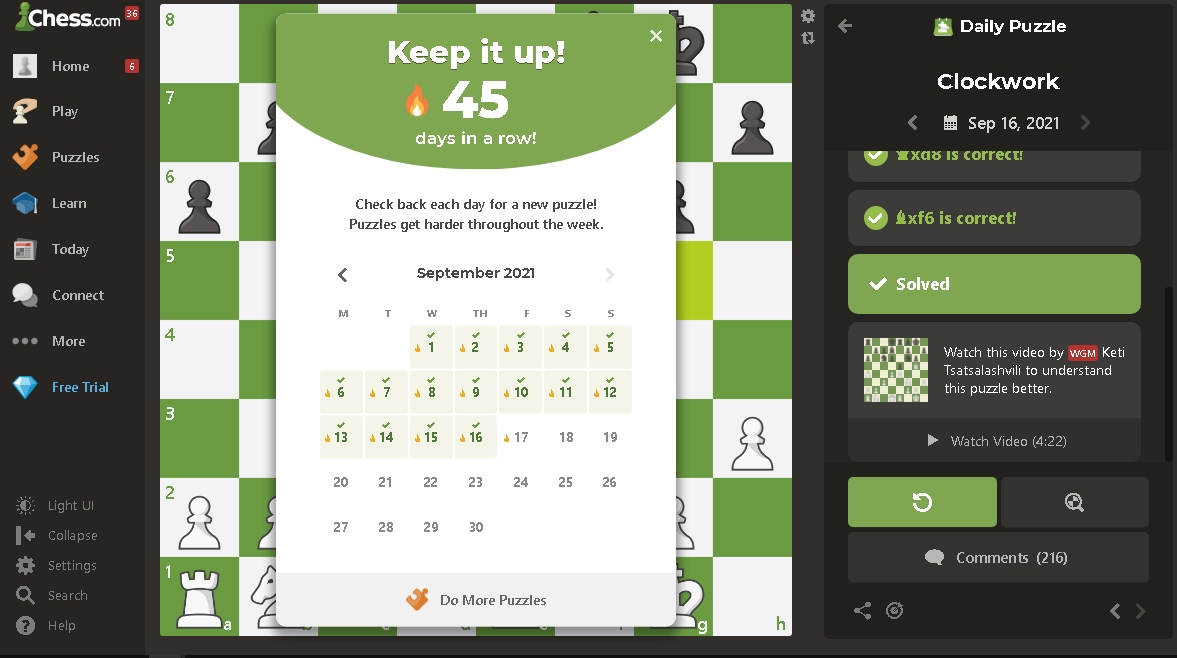 Chess.com
36
Home
6
Play
Puzzles
Learn
Today
Connect
More
Free Trial
Light UI
Collapse
Settings
Search
Help
8
7
6
5
4
3
2
1
a
g
h
Keep it up!
45
days in a row!
Check back each day for a new puzzle!
Puzzles get harder throughout the week.
September 2021
M T W TH F S S
1 2 3 4 5
6 7 8 9 10 11 12
13 14 15 16 17 18 19
20 21 22 23 24 25 26
27 28 29 30
Do More Puzzles
Daily Puzzle
Clockwork
Sep 16, 2021
xd8 is correct!
xf6 is correct!
Solved
Watch this video by WGM Keti
Tsatsalashvili to understand
this puzzle better.
Watch Video (4:22)
Comments (216)